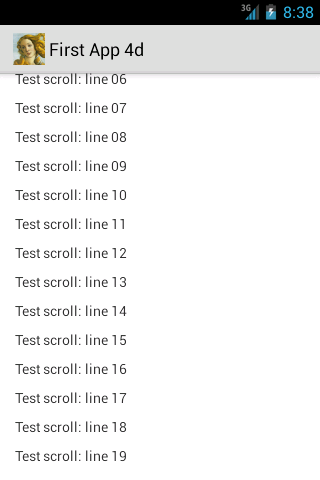 3G 8:38
First App 4d
Test scroll: line 06
Test scroll: line 07
Test scroll: line 08
Test scroll: line 09
Test scroll: line 10
Test scroll: line 11
Test scroll: line 12
Test scroll: line 13
Test scroll: line 14
Test scroll: line 15
Test scroll: line 16
Test scroll: line 17
Test scroll: line 18
Test scroll: line 19